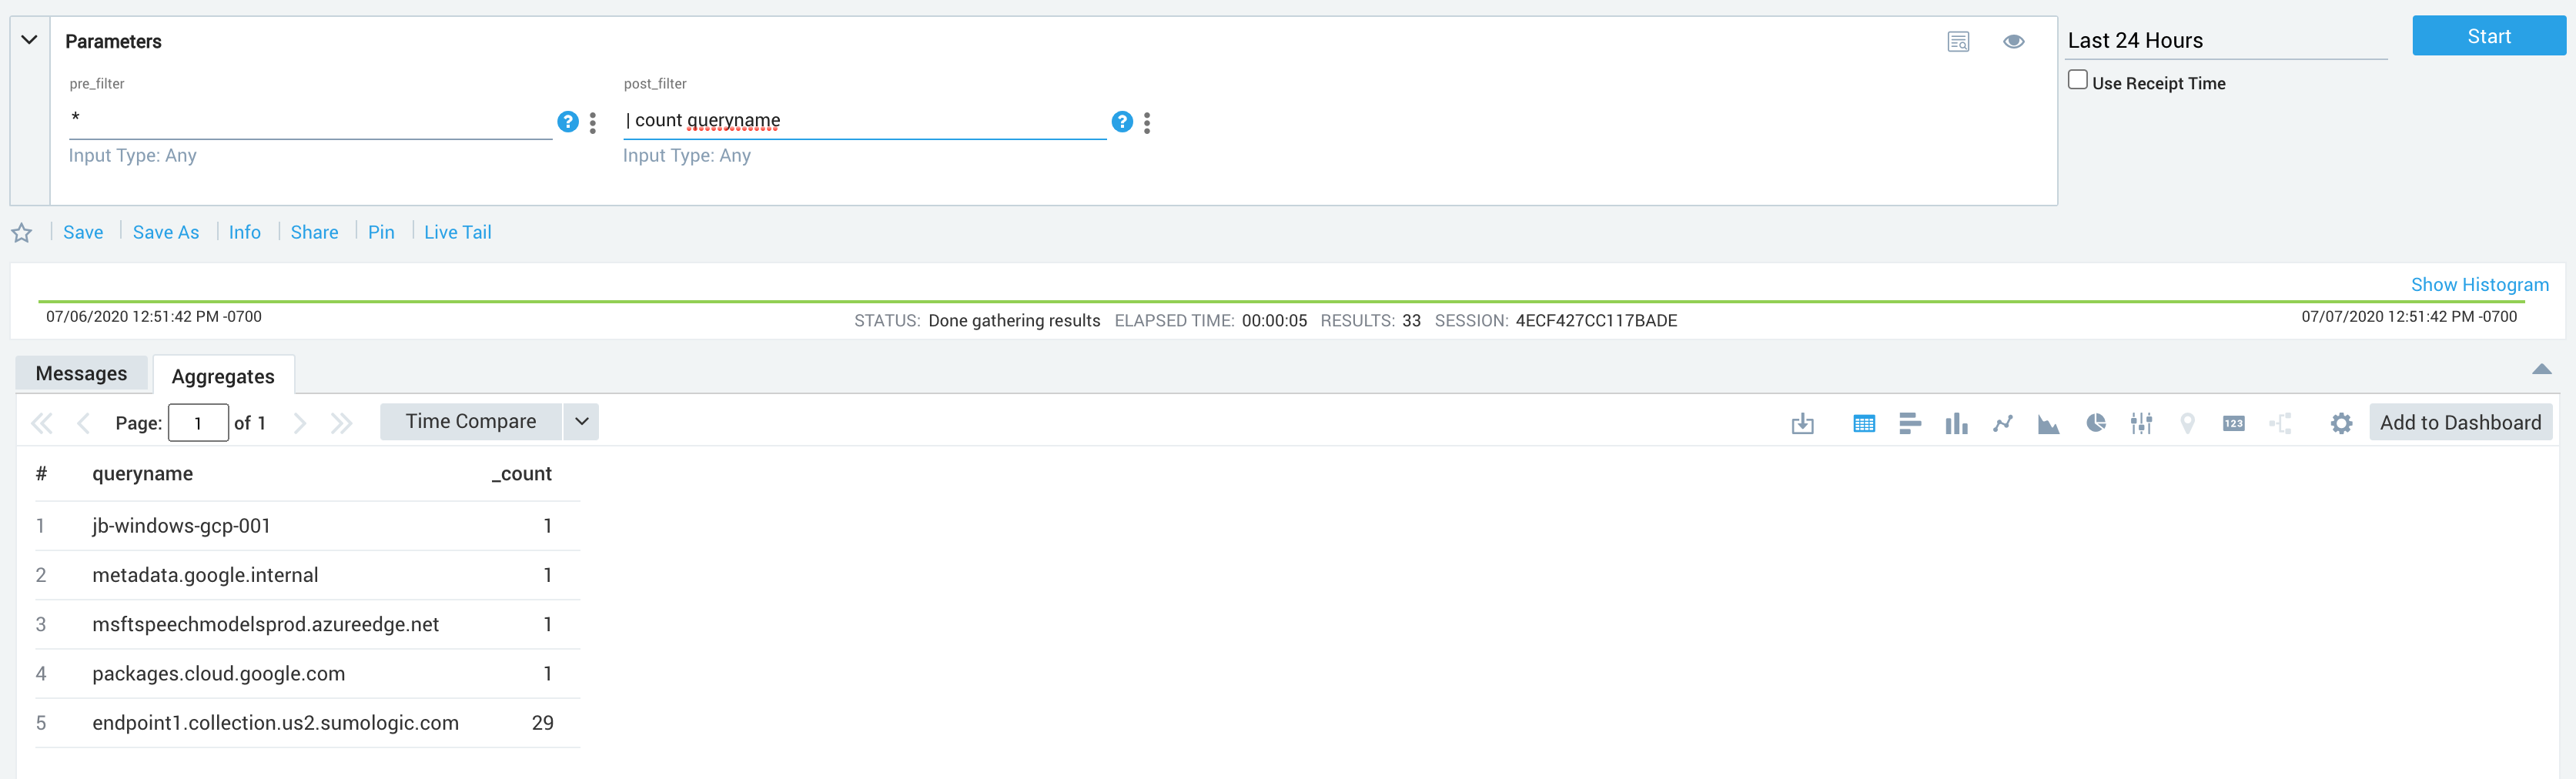 Parameters
Last 24 Hours
Start
pre_filter
post_filter
Use Receipt Time
*
?
| count queryname
?
Input Type: Any
Input Type: Any
Save
Save As
Info
Share
Pin
Live Tail
Show Histogram
07/06/2020 12:51:42 PM -0700
STATUS: Done gathering results ELAPSED TIME: 00:00:05 RESULTS: 33 SESSION: 4ECF427CC117BADE
07/07/2020 12:51:42 PM -0700
Messages
Aggregates
Page: 1 of 1
Time Compare
123
Add to Dashboard
# queryname _count
1 jb-windows-gcp-001 1
2 metadata.google.internal 1
3 msftspeechmodelsprod.azureedge.net 1
4 packages.cloud.google.com 1
5 endpoint1.collection.us2.sumologic.com 29